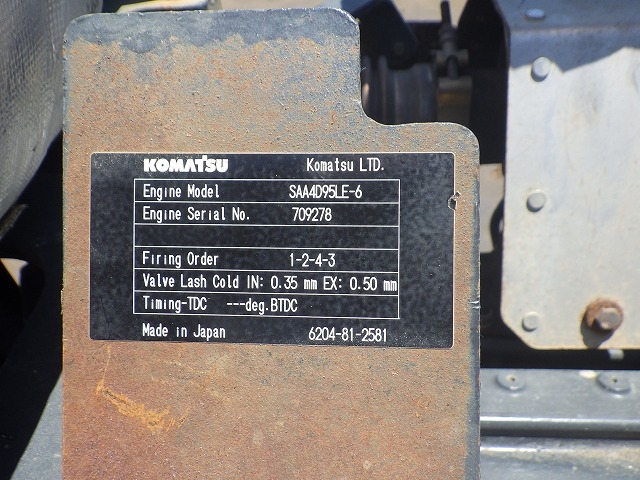 KOMATSU Komatsu LTD.
Engine Model SAA4D95LE-6
Engine Serial No. 709278
Firing Order 1-2-4-3
Valve Lash Cold IN: 0.35 mm EX: 0.50 mm
Timing-TDC ---deg.BTDC
Made in Japan 6204-81-2581